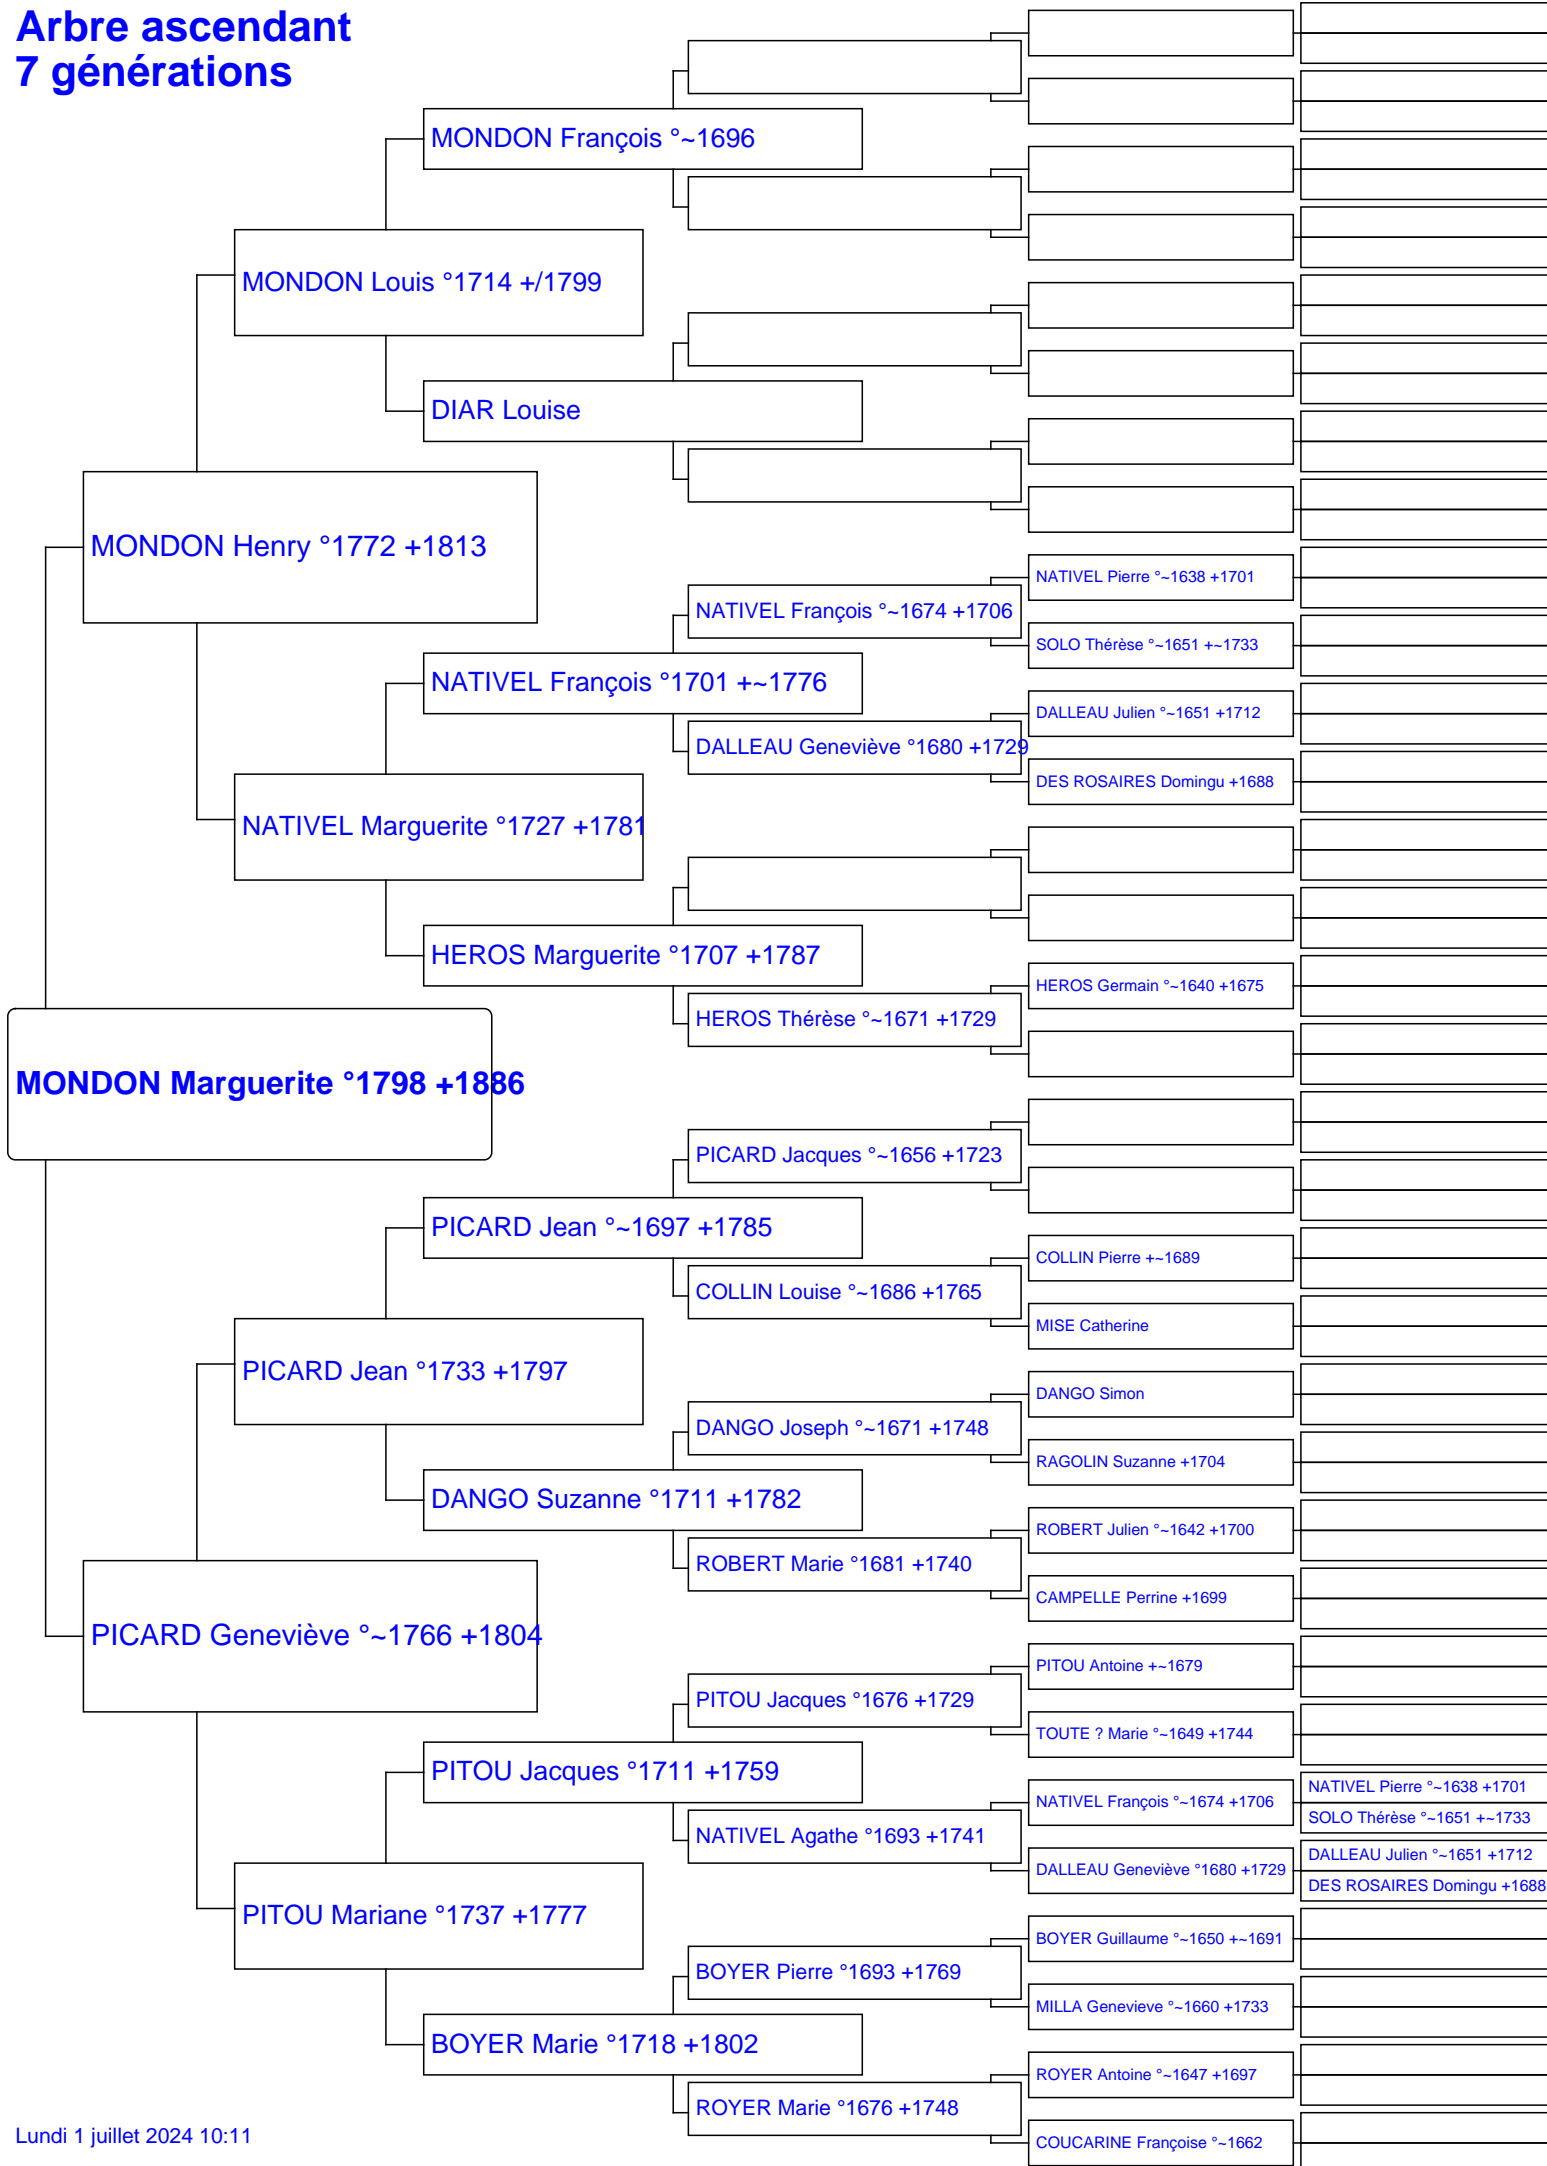 Arbre ascendant
7 générations
MONDON François °~1696
MONDON Louis °1714 +/1799
DIAR Louise
MONDON Henry °1772 +1813
NATIVEL Pierre °~1638 +1701
NATIVEL François °~1674 +1706
SOLO Thérèse °~1651 +~1733
NATIVEL François °1701 +~1776
DALLEAU Julien °~1651 +1712
DALLEAU Geneviève °1680 +1729
DES ROSAIRES Domingu +1688
NATIVEL Marguerite °1727 +1781
HEROS Marguerite °1707 +1787
HEROS Germain °~1640 +1675
HEROS Thérèse °~1671 +1729
MONDON Marguerite °1798 +1886
PICARD Jacques °~1656 +1723
PICARD Jean °~1697 +1785
COLLIN Pierre +~1689
COLLIN Louise °~1686 +1765
MISE Catherine
PICARD Jean °1733 +1797
DANGO Simon
DANGO Joseph °~1671 +1748
RAGOLIN Suzanne +1704
DANGO Suzanne °1711 +1782
ROBERT Julien °~1642 +1700
ROBERT Marie °1681 +1740
CAMPELLE Perrine +1699
PICARD Geneviève °~1766 +1804
PITOU Antoine +~1679
PITOU Jacques °1676 +1729
TOUTE ? Marie °~1649 +1744
PITOU Jacques °1711 +1759
NATIVEL Pierre °~1638 +1701
NATIVEL François °~1674 +1706
SOLO Thérèse °~1651 +~1733
NATIVEL Agathe °1693 +1741
DALLEAU Julien °~1651 +1712
DALLEAU Geneviève °1680 +1729
DES ROSAIRES Domingu +1688
PITOU Mariane °1737 +1777
BOYER Guillaume °~1650 +~1691
BOYER Pierre °1693 +1769
MILLA Genevieve °~1660 +1733
BOYER Marie °1718 +1802
ROYER Antoine °~1647 +1697
ROYER Marie °1676 +1748
COUCARINE Françoise °~1662
Lundi 1 juillet 2024 10:11